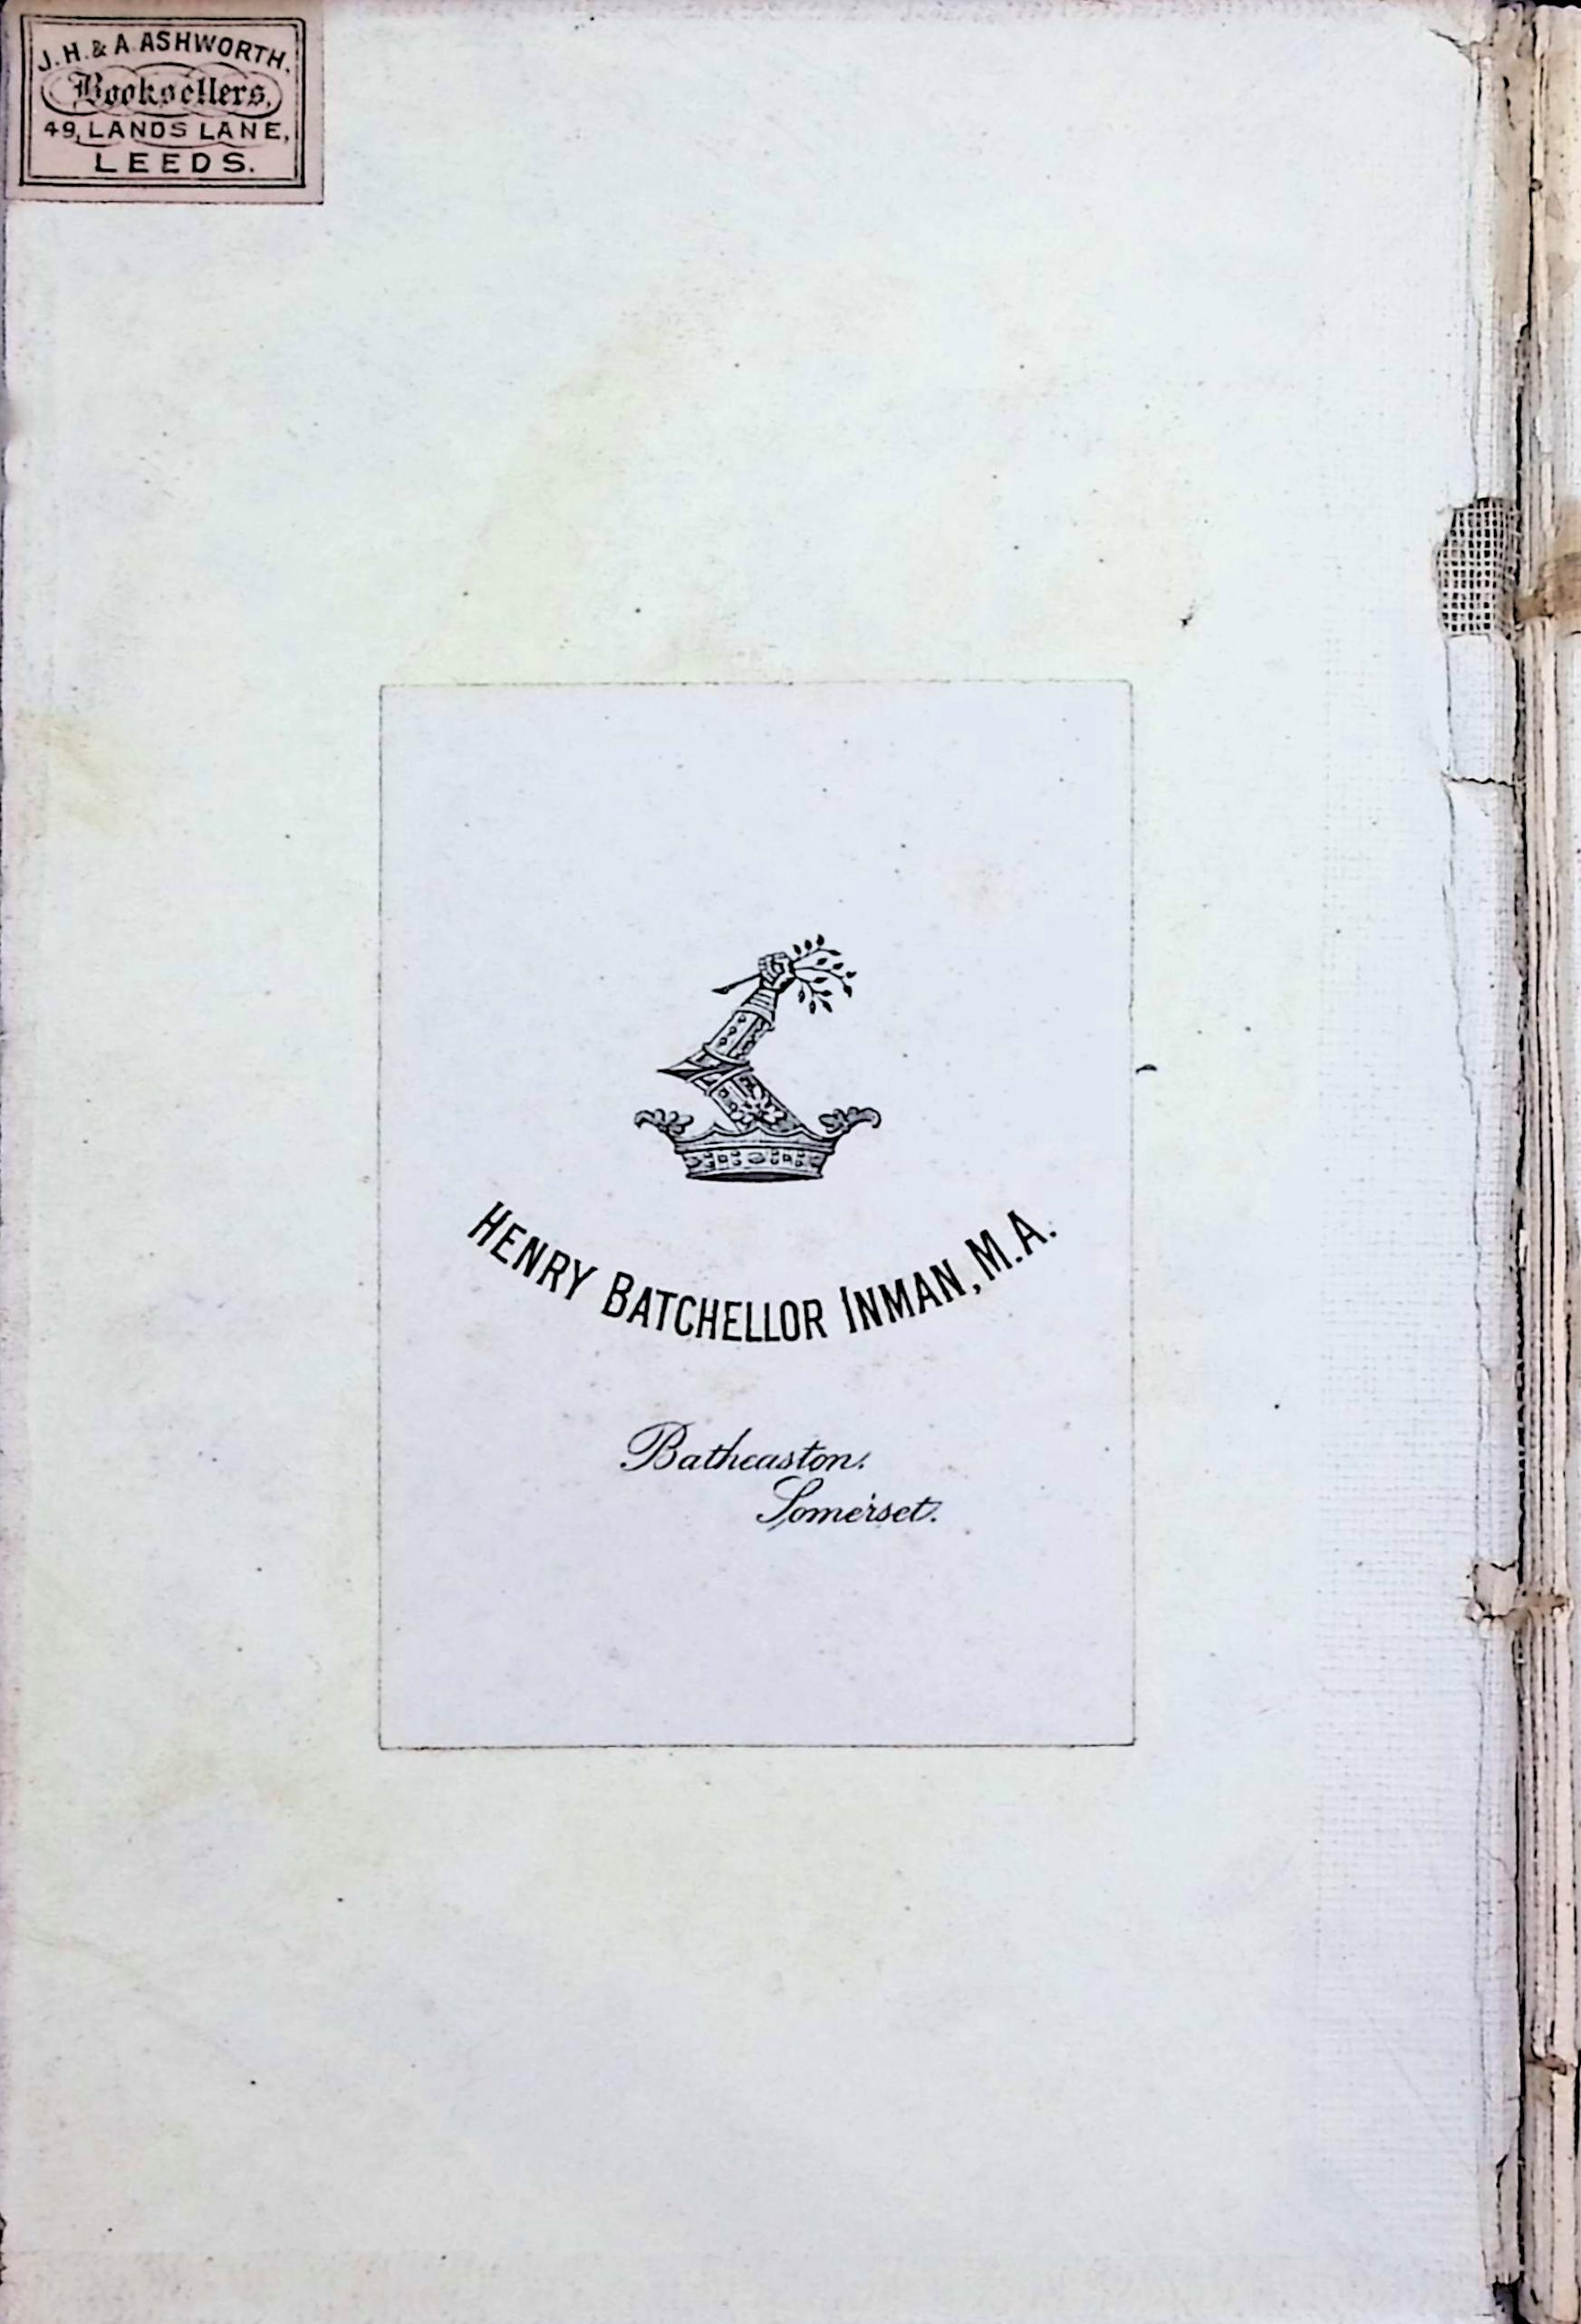 J. H. & A. ASHWORTH.
Booksellers,
49, LANDS LANE,
LEEDS.
HENRY BATCHELLOR INMAN, M.A.
Batheaston.
Somerset.